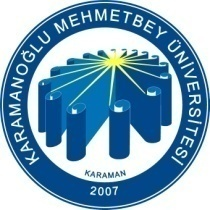 KARAMANOĞLU MEHMETBEY ÜNİVERSİTESİ
KARAMAN
2007